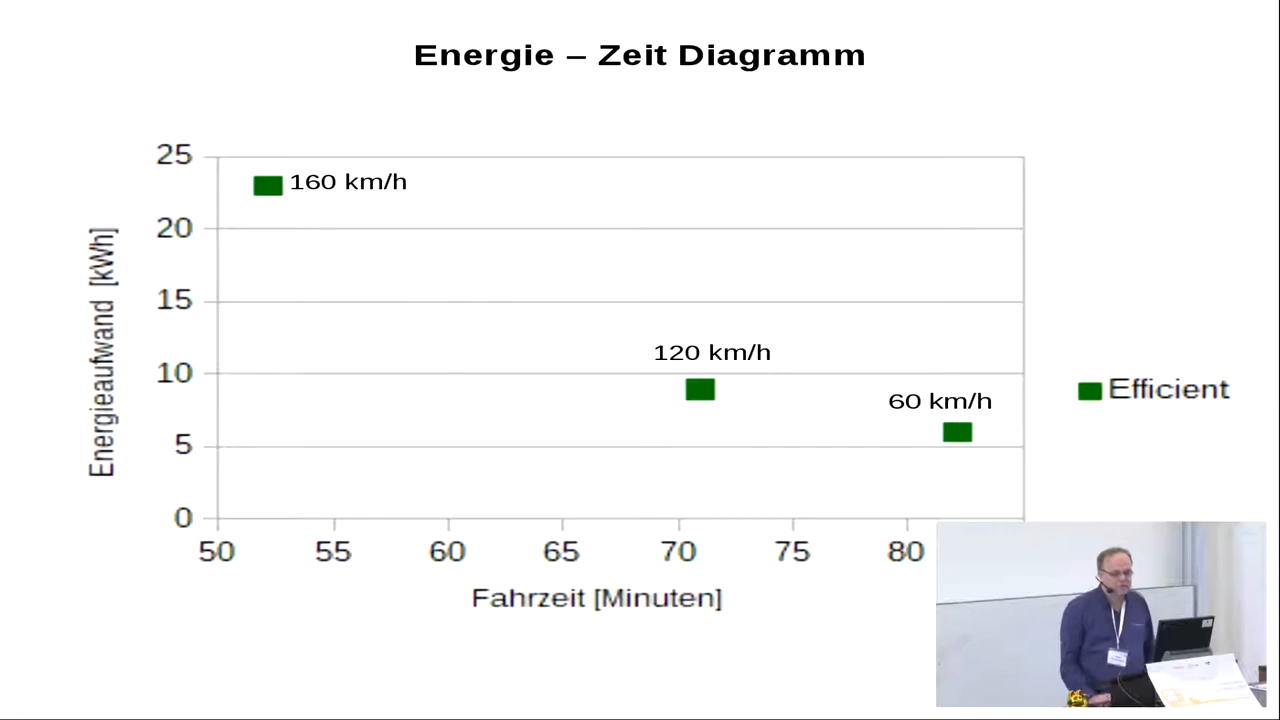 Energie – Zeit Diagramm
25
160 km/h
20
15
120 km/h
10
60 km/h
Efficient
5
0
Energieaufwand [kWh]
50 55 60 65 70 75 80
Fahrzeit [Minuten]